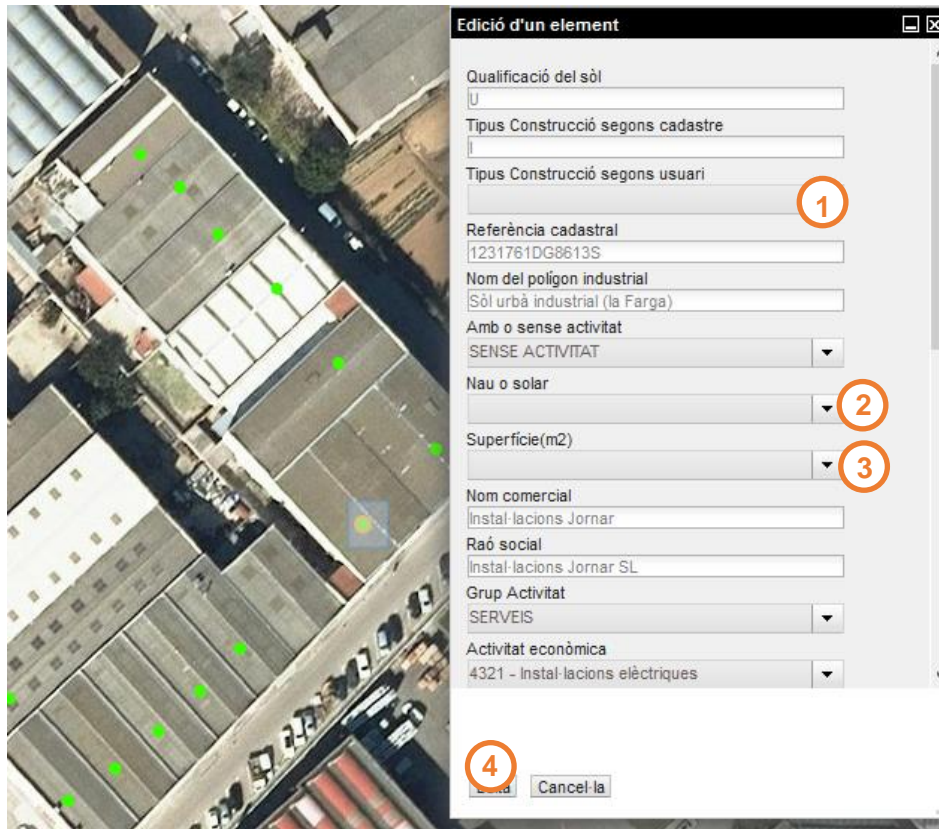 Edició d'un element
Qualificació del sòl
U
Tipus Construcció segons cadastre
I
Tipus Construcció segons usuari
1
Referència cadastral
1231761DG8613S
Nom del polígon industrial
Sòl urbà industrial (la Farga)
Amb o sense activitat
SENSE ACTIVITAT
Nau o solar
2
Superfície(m2)
3
Nom comercial
Instal·lacions Jornar
Raó social
Instal·lacions Jornar SL
Grup Activitat
SERVEIS
Activitat econòmica
4321 - Instal·lacions elèctriques
4
Cancel·la